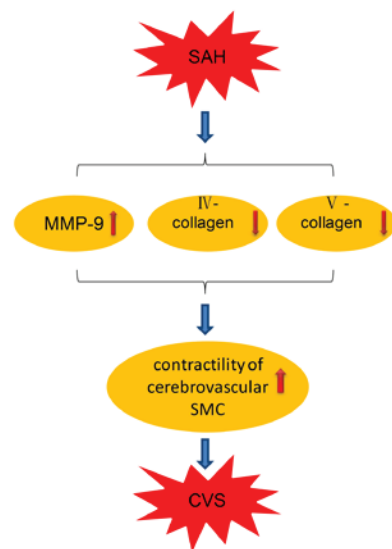 SAH
MMP-9
Ⅳ-
collagen
Ⅴ -
collagen
contractility of
cerebrovascular
SMC
CVS